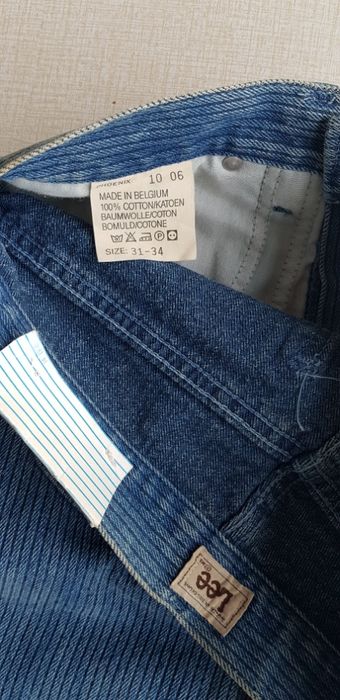 PHOENIX 10 06
MADE IN BELGIUM
100% COTTON/KATOEN
BAUMWOLLE/COTON
BOMULD/COTONE
SIZE: 31-34
Lee